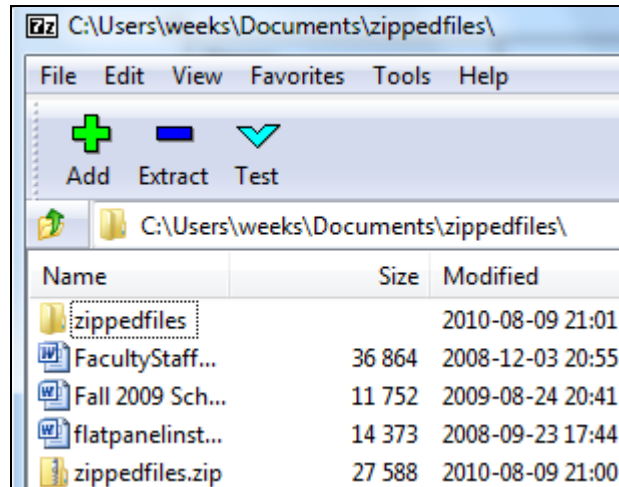 7z C:\Users\weeks\Documents\zippedfiles\
File Edit View Favorites Tools Help
Add Extract Test
C:\Users\weeks\Documents\zippedfiles\
Name Size Modified
zippedfiles 2010-08-09 21:01
FacultyStaff... 36 864 2008-12-03 20:55
Fall 2009 Sch... 11 752 2009-08-24 20:41
flatpanelinst... 14 373 2008-09-23 17:44
zippedfiles.zip 27 588 2010-08-09 21:00